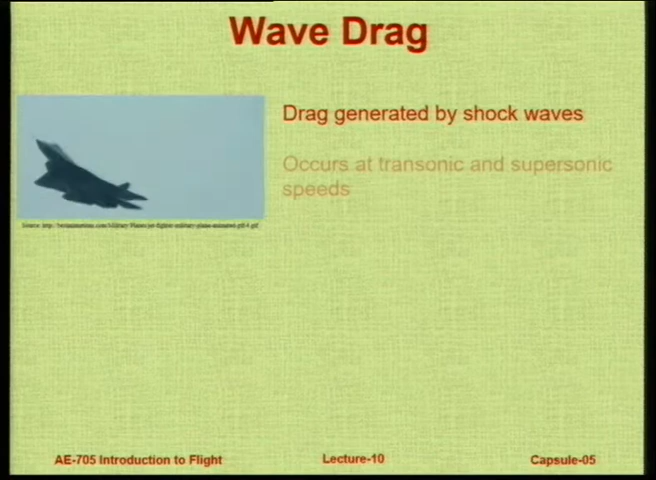 Wave Drag
Drag generated by shock waves
Occurs at transonic and supersonic
speeds
AE-705 Introduction to Flight
Lecture-10
Capsule-05